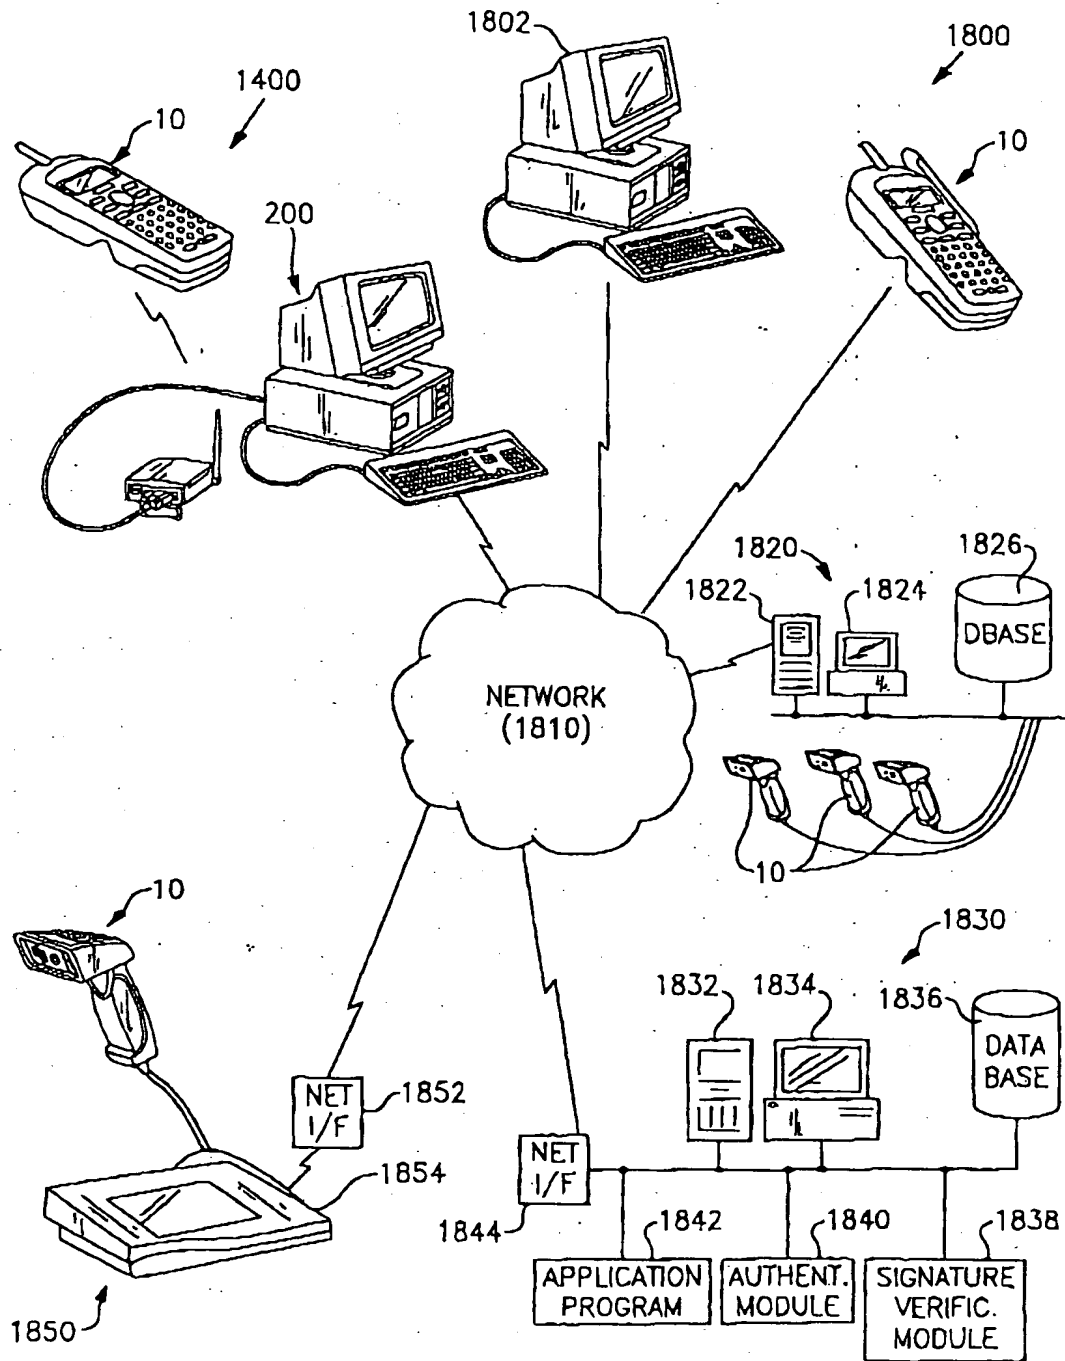 1802
1800
1400
10
10
200
1820
1826
1822
1824
DBASE
NETWORK
(1810)
10
10
1830
1832
1834
1836
DATA
BASE
NET
I/F
1852
1854
NET
I/F
1844
1842
1840
1838
APPLICATION
PROGRAM
AUTHENT.
MODULE
SIGNATURE
VERIFIC.
MODULE
1850